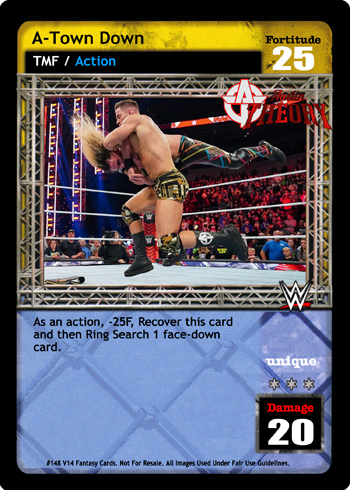 A-Town Down
Fortitude
25
TMF / Action
A
Austin
THEORY
W
As an action, -25F, Recover this card
and then Ring Search 1 face-down
card.
unique
Damage
20
#148 V14 Fantasy Cards. Not For Resale. All Images Used Under Fair Use Guidelines.